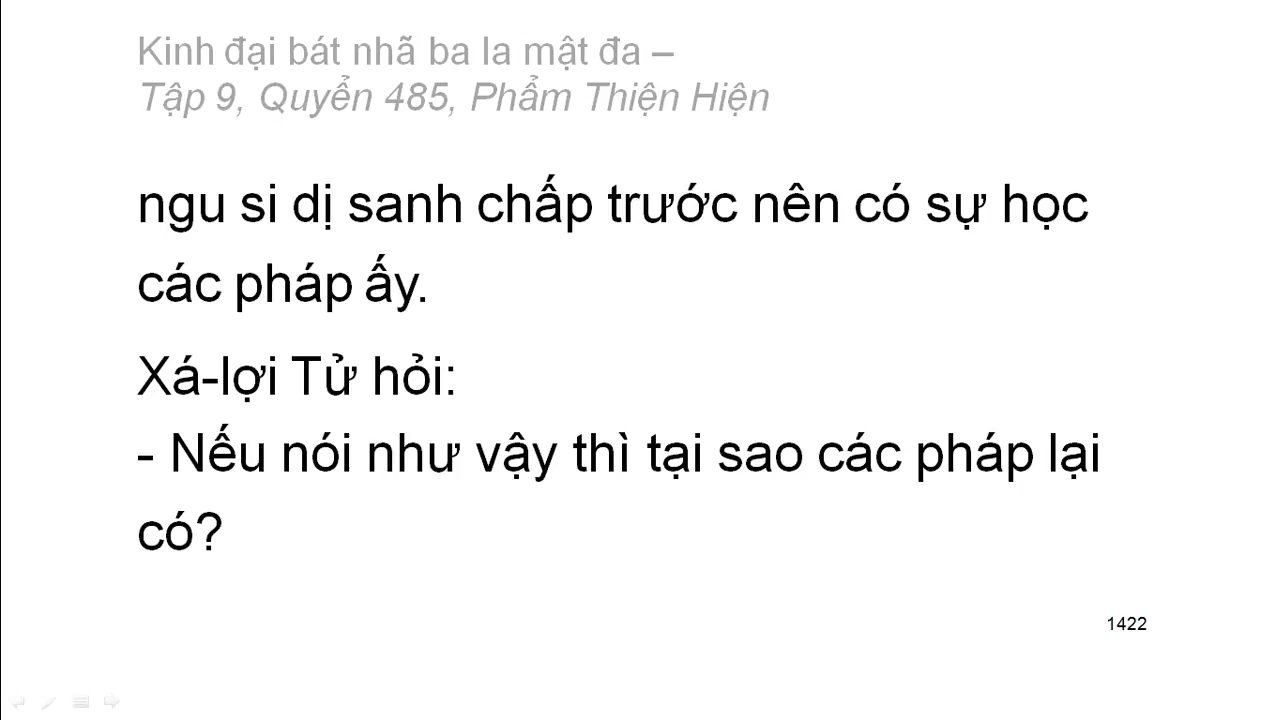 Kinh đại bát nhã ba la mật đa –
Tập 9, Quyển 485, Phẩm Thiện Hiện
ngu si dị sanh chấp trước nên có sự học
các pháp ấy.
Xá-lợi Tử hỏi:
- Nếu nói như vậy thì tại sao các pháp lại
có?
1422